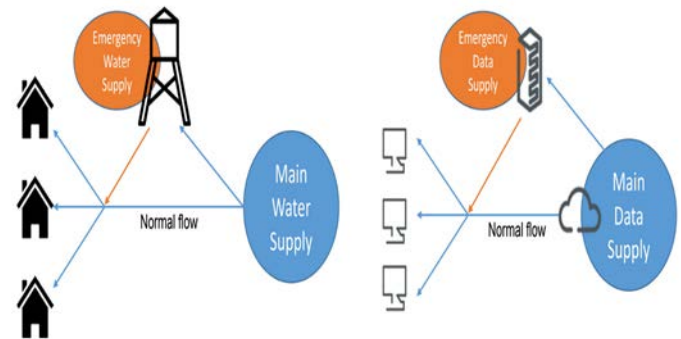 Emergency
Water
Supply
Main
Water
Supply
Normal flow
Emergency
Data
Supply
Main
Data
Supply
Normal flow